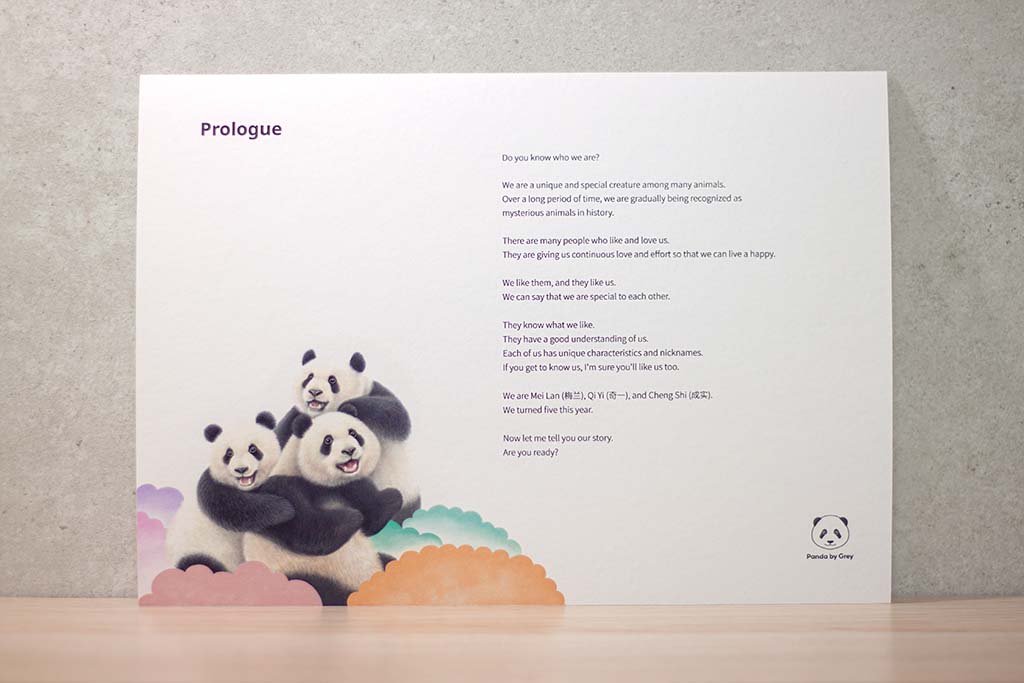 Prologue
Do you know who we are?
We are a unique and special creature among many animals.
Over a long period of time, we are gradually being recognized as
mysterious animals in history.
There are many people who like and love us.
They are giving us continuous love and effort so that we can live a happy.
We like them, and they like us.
We can say that we are special to each other.
They know what we like.
They have a good understanding of us.
Each of us has unique characteristics and nicknames.
If you get to know us, I'm sure you'll like us too.
We are Mei Lan (梅兰), Qi Yi (奇一), and Cheng Shi (成实).
We turned five this year.
Now let me tell you our story.
Are you ready?
Panda by Grey